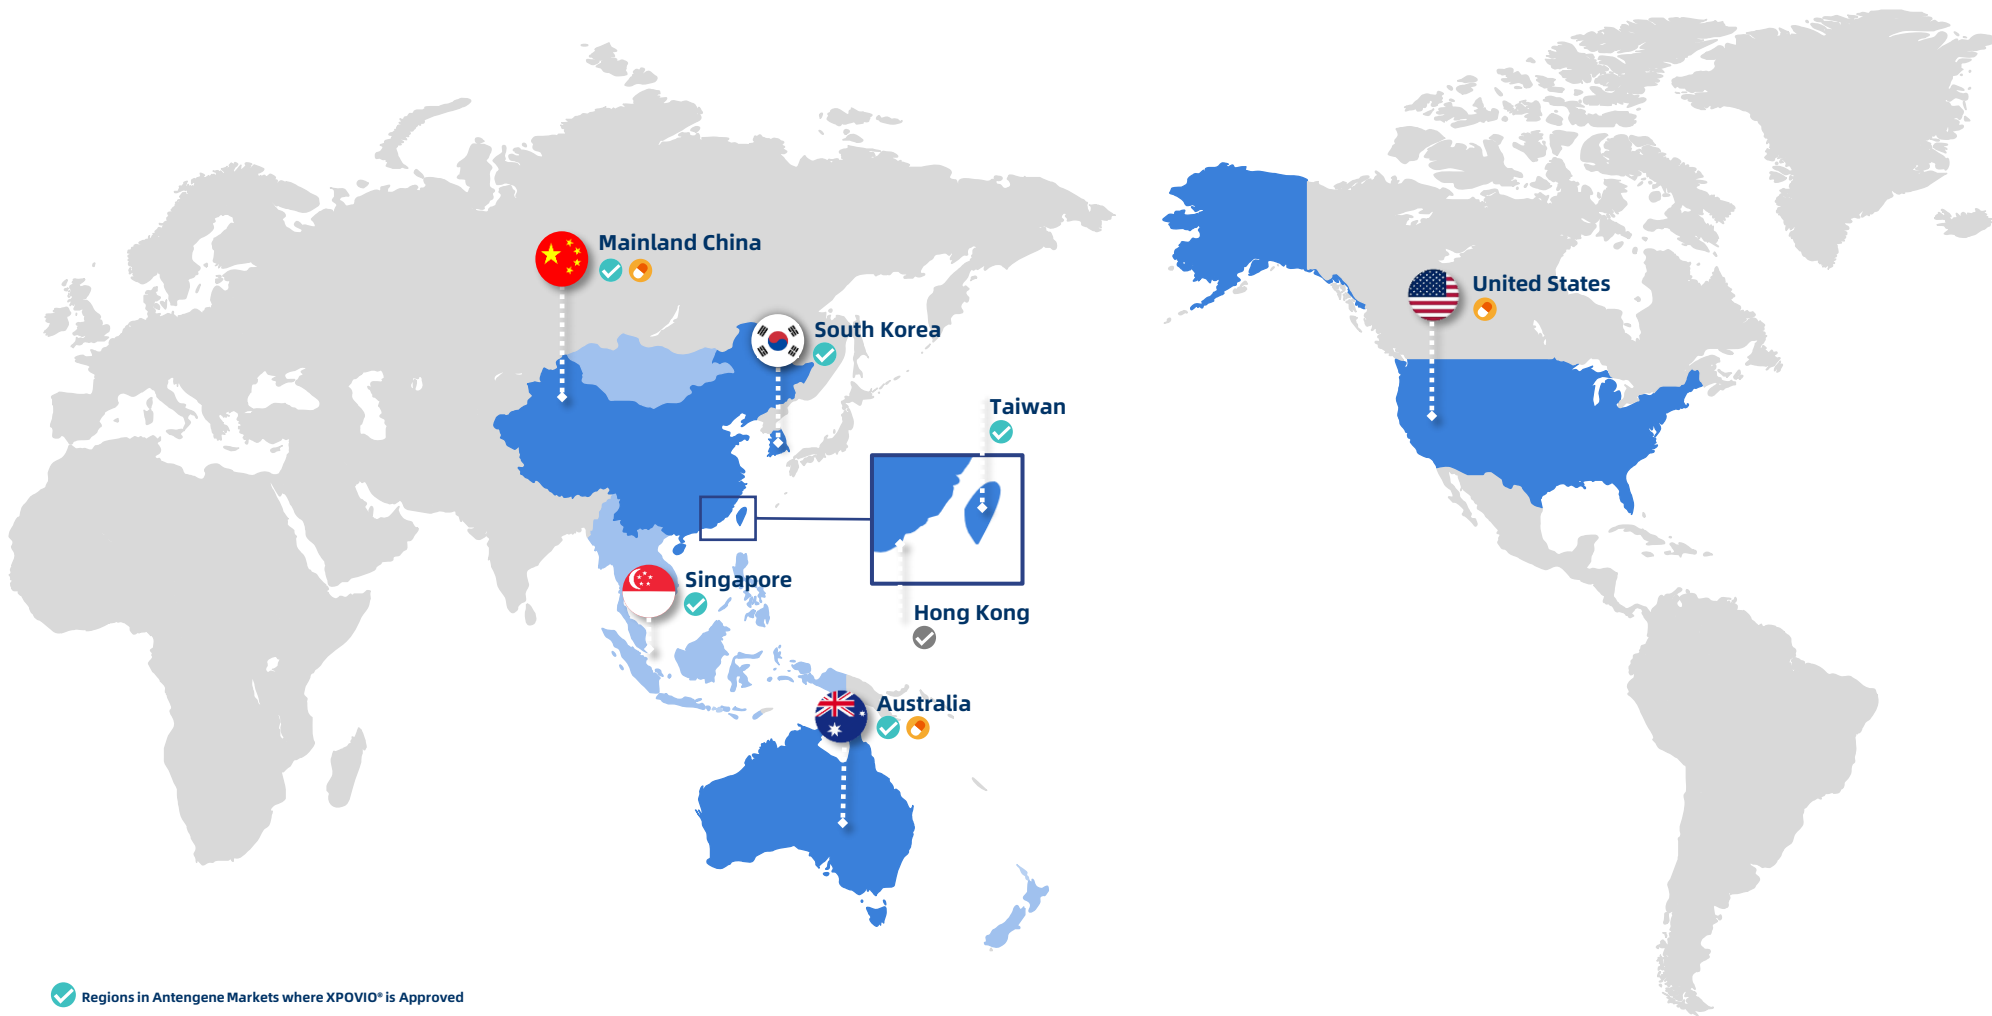 Mainland China
United States
South Korea
Taiwan
Singapore
Hong Kong
Australia
Regions in Antengene Markets where XPOVIO® is Approved